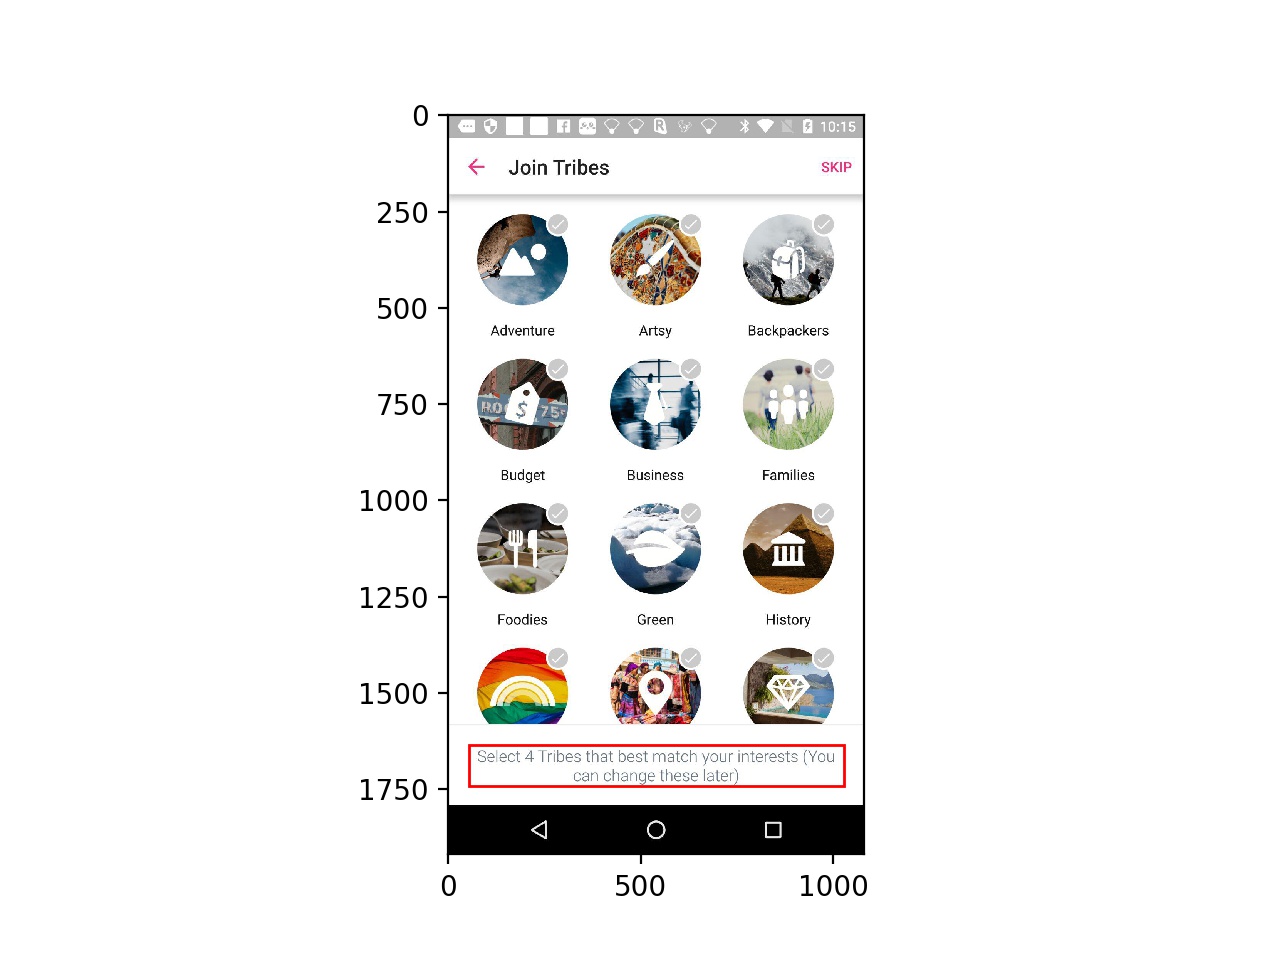 0
250
500
750
1000
1250
1500
1750
10:15
Join Tribes
SKIP
Adventure
Artsy
Backpackers
75¢
$
Budget
Business
Families
Foodies
Green
History
Select 4 Tribes that best match your interests (You
can change these later)
0
500
1000